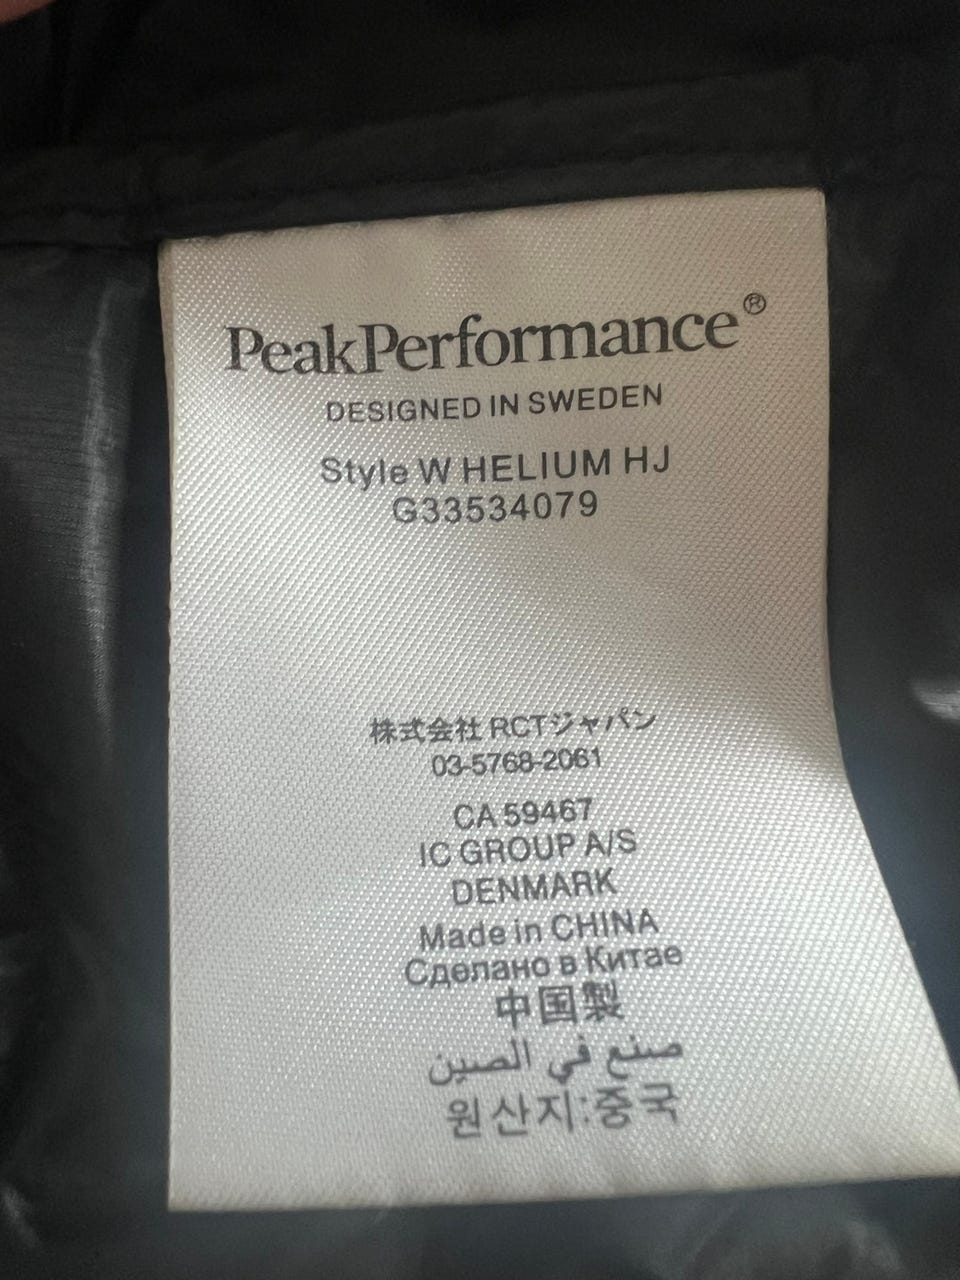 PeakPerformance®
DESIGNED IN SWEDEN
Style W HELIUM HJ
G33534079
株式会社 RCTジャパン
03-5768-2061
CA 59467
IC GROUP A/S
DENMARK
Made in CHINA
Сделано в Китае
中国製
صنع في الصين
원산지:중국